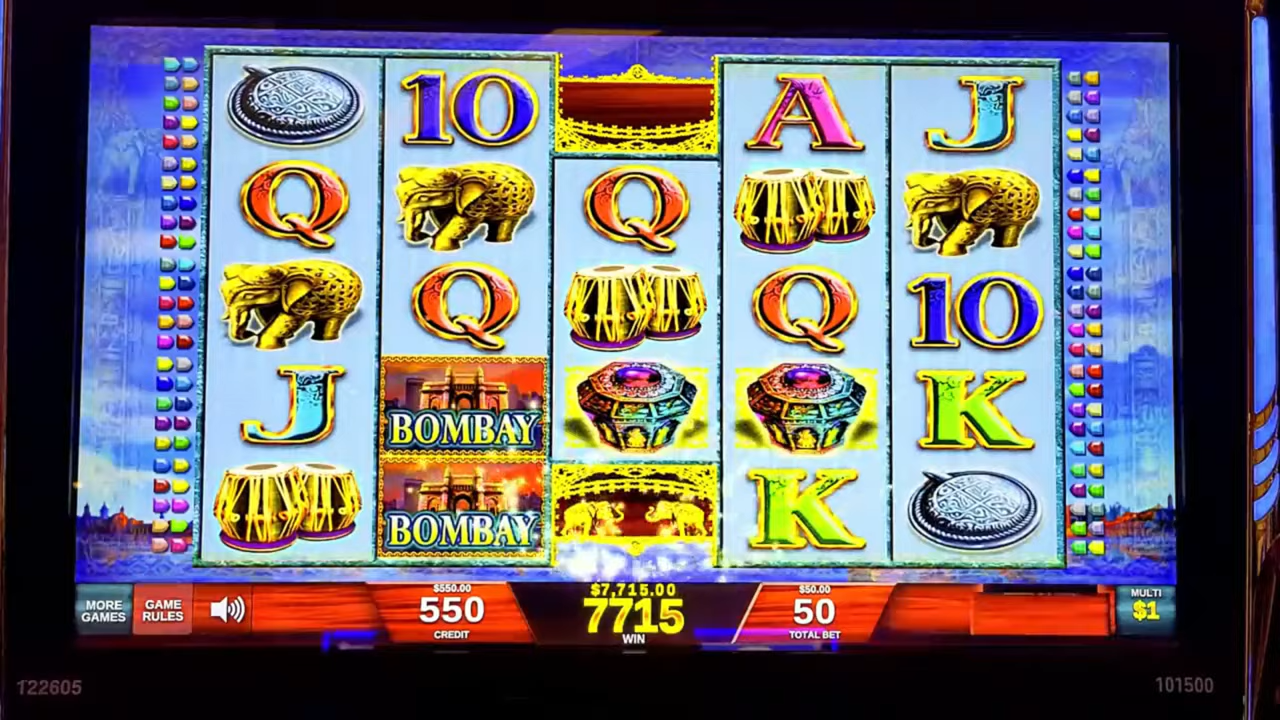 10
A
J
Q
Q
Q
Q
10
J
BOMBAY
K
BOMBAY
K
MORE
GAMES
GAME
RULES
$550.00
550
CREDIT
$7,715.00
7715
WIN
$50.00
50
TOTAL BET
MULTI
$1
122605
101500